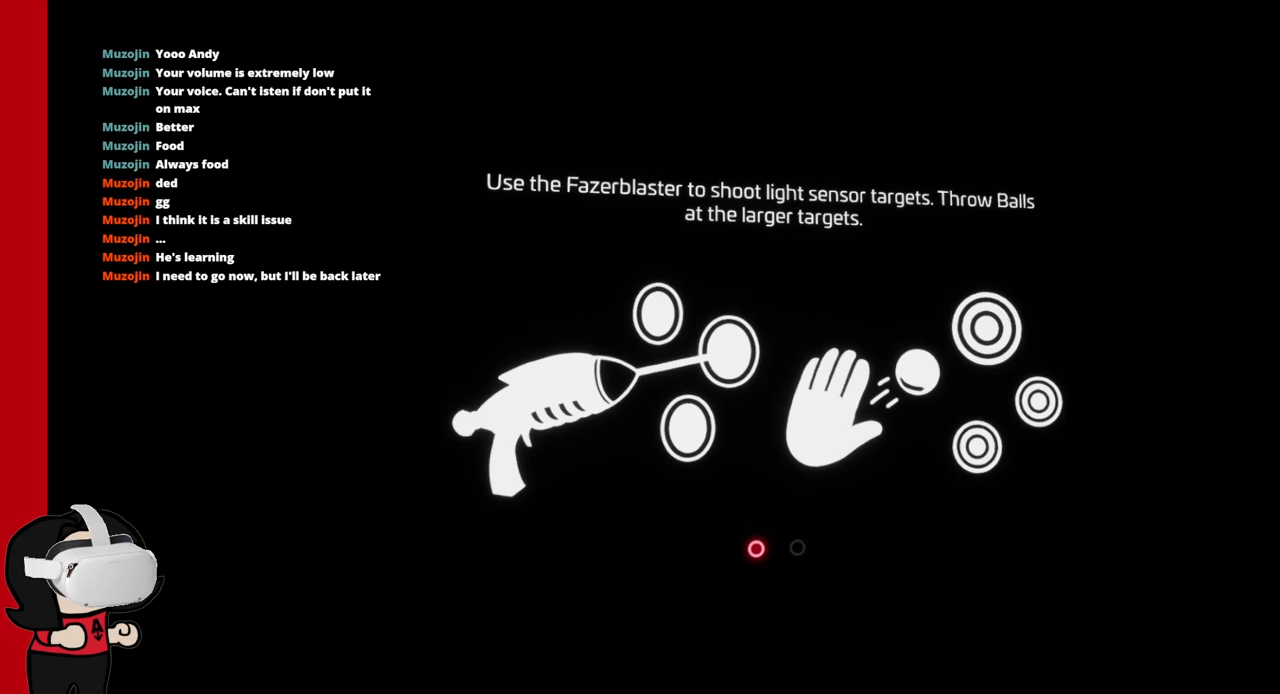 Muzojin Yooo Andy
Muzojin Your volume is extremely low
Muzojin Your voice. Can't isten if don't put it
on max
Muzojin Better
Muzojin Food
Muzojin Always food
Muzojin ded
Muzojin gg
Muzojin I think it is a skill issue
Muzojin ...
Muzojin He's learning
Muzojin I need to go now, but I'll be back later
Use the Fazerblaster to shoot light sensor targets. Throw Balls
at the larger targets.
A